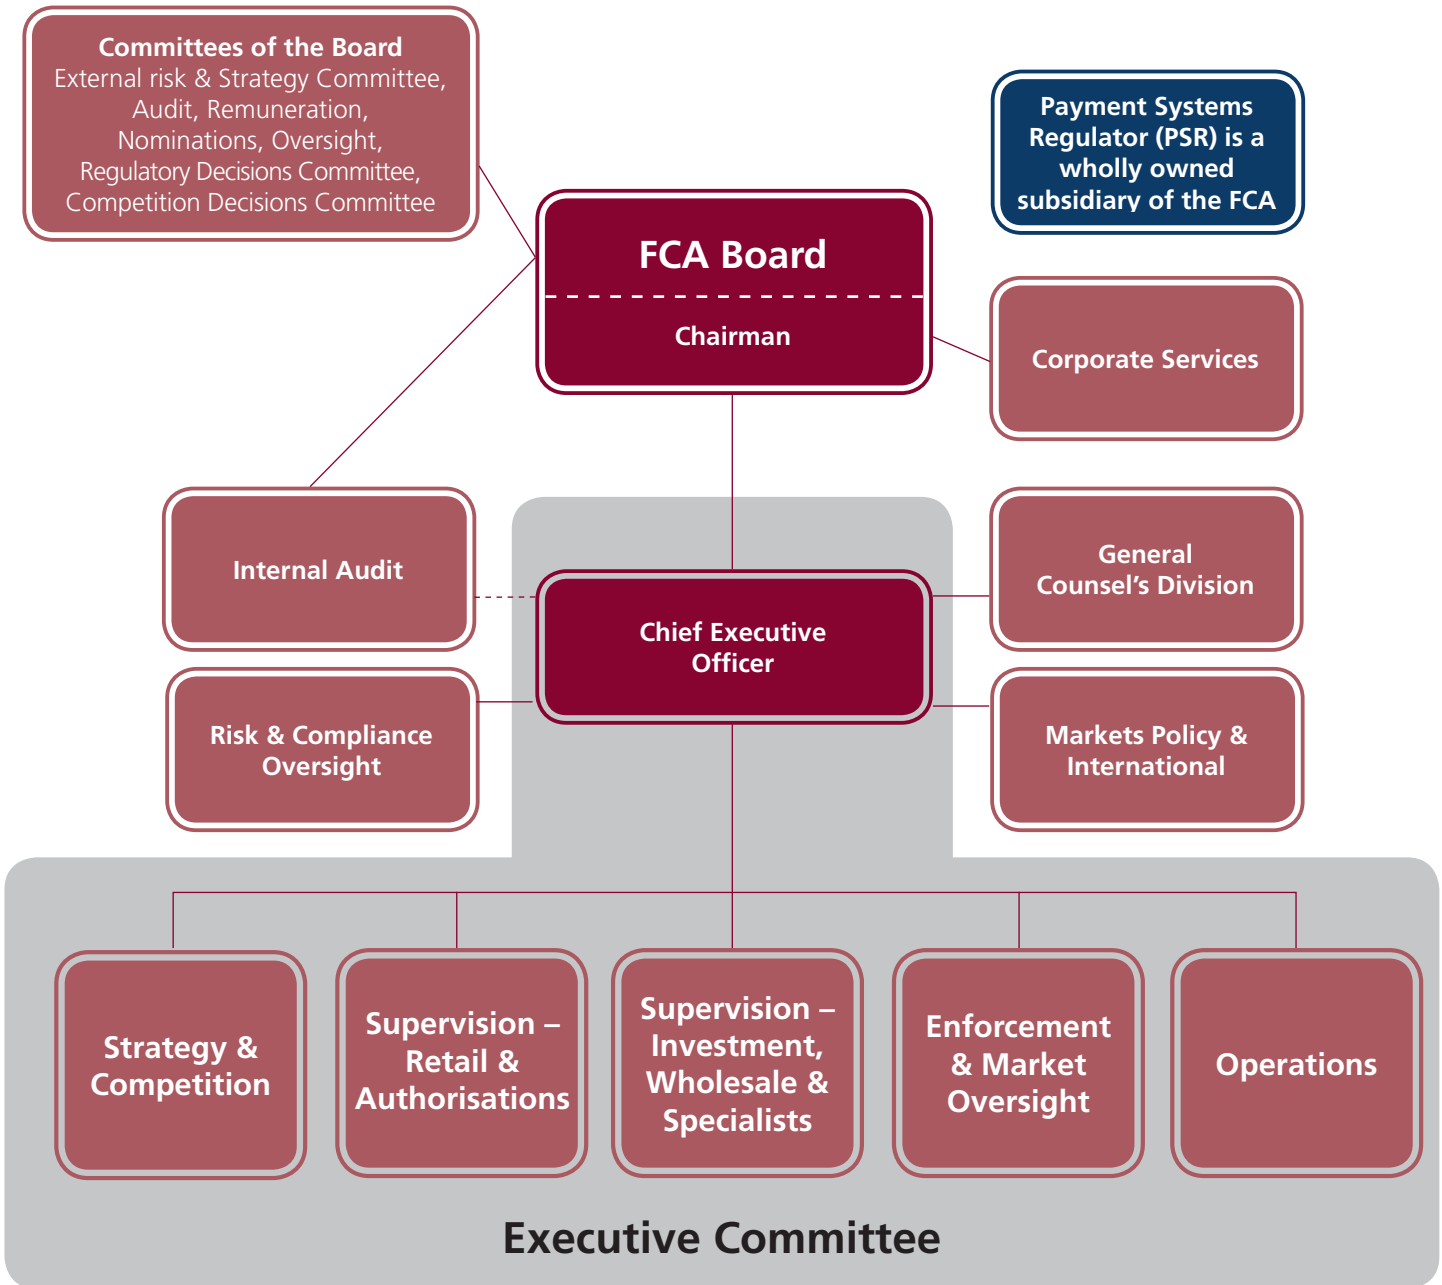 Committees of the Board
External risk & Strategy Committee,
Audit, Remuneration,
Nominations, Oversight,
Regulatory Decisions Committee,
Competition Decisions Committee
Payment Systems
Regulator (PSR) is a
wholly owned
subsidiary of the FCA
FCA Board
Chairman
Corporate Services
Internal Audit
General
Counsel’s Division
Chief Executive
Officer
Risk & Compliance
Oversight
Markets Policy &
International
Strategy &
Competition
Supervision –
Retail &
Authorisations
Supervision –
Investment,
Wholesale &
Specialists
Enforcement
& Market
Oversight
Operations
Executive Committee